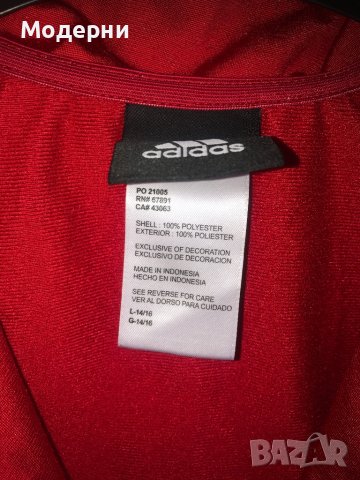 Модерни
adidas
PO 21005
RN# 67891
CA# 43063
SHELL : 100% POLYESTER
EXTERIOR : 100% POLIESTER
EXCLUSIVE OF DECORATION
EXCLUSIVO DE DECORACION
MADE IN INDONESIA
HECHO EN INDONESIA
SEE REVERSE FOR CARE
VER AL DORSO PARA CUIDADO
L-14/16
G-14/16
BAZAR